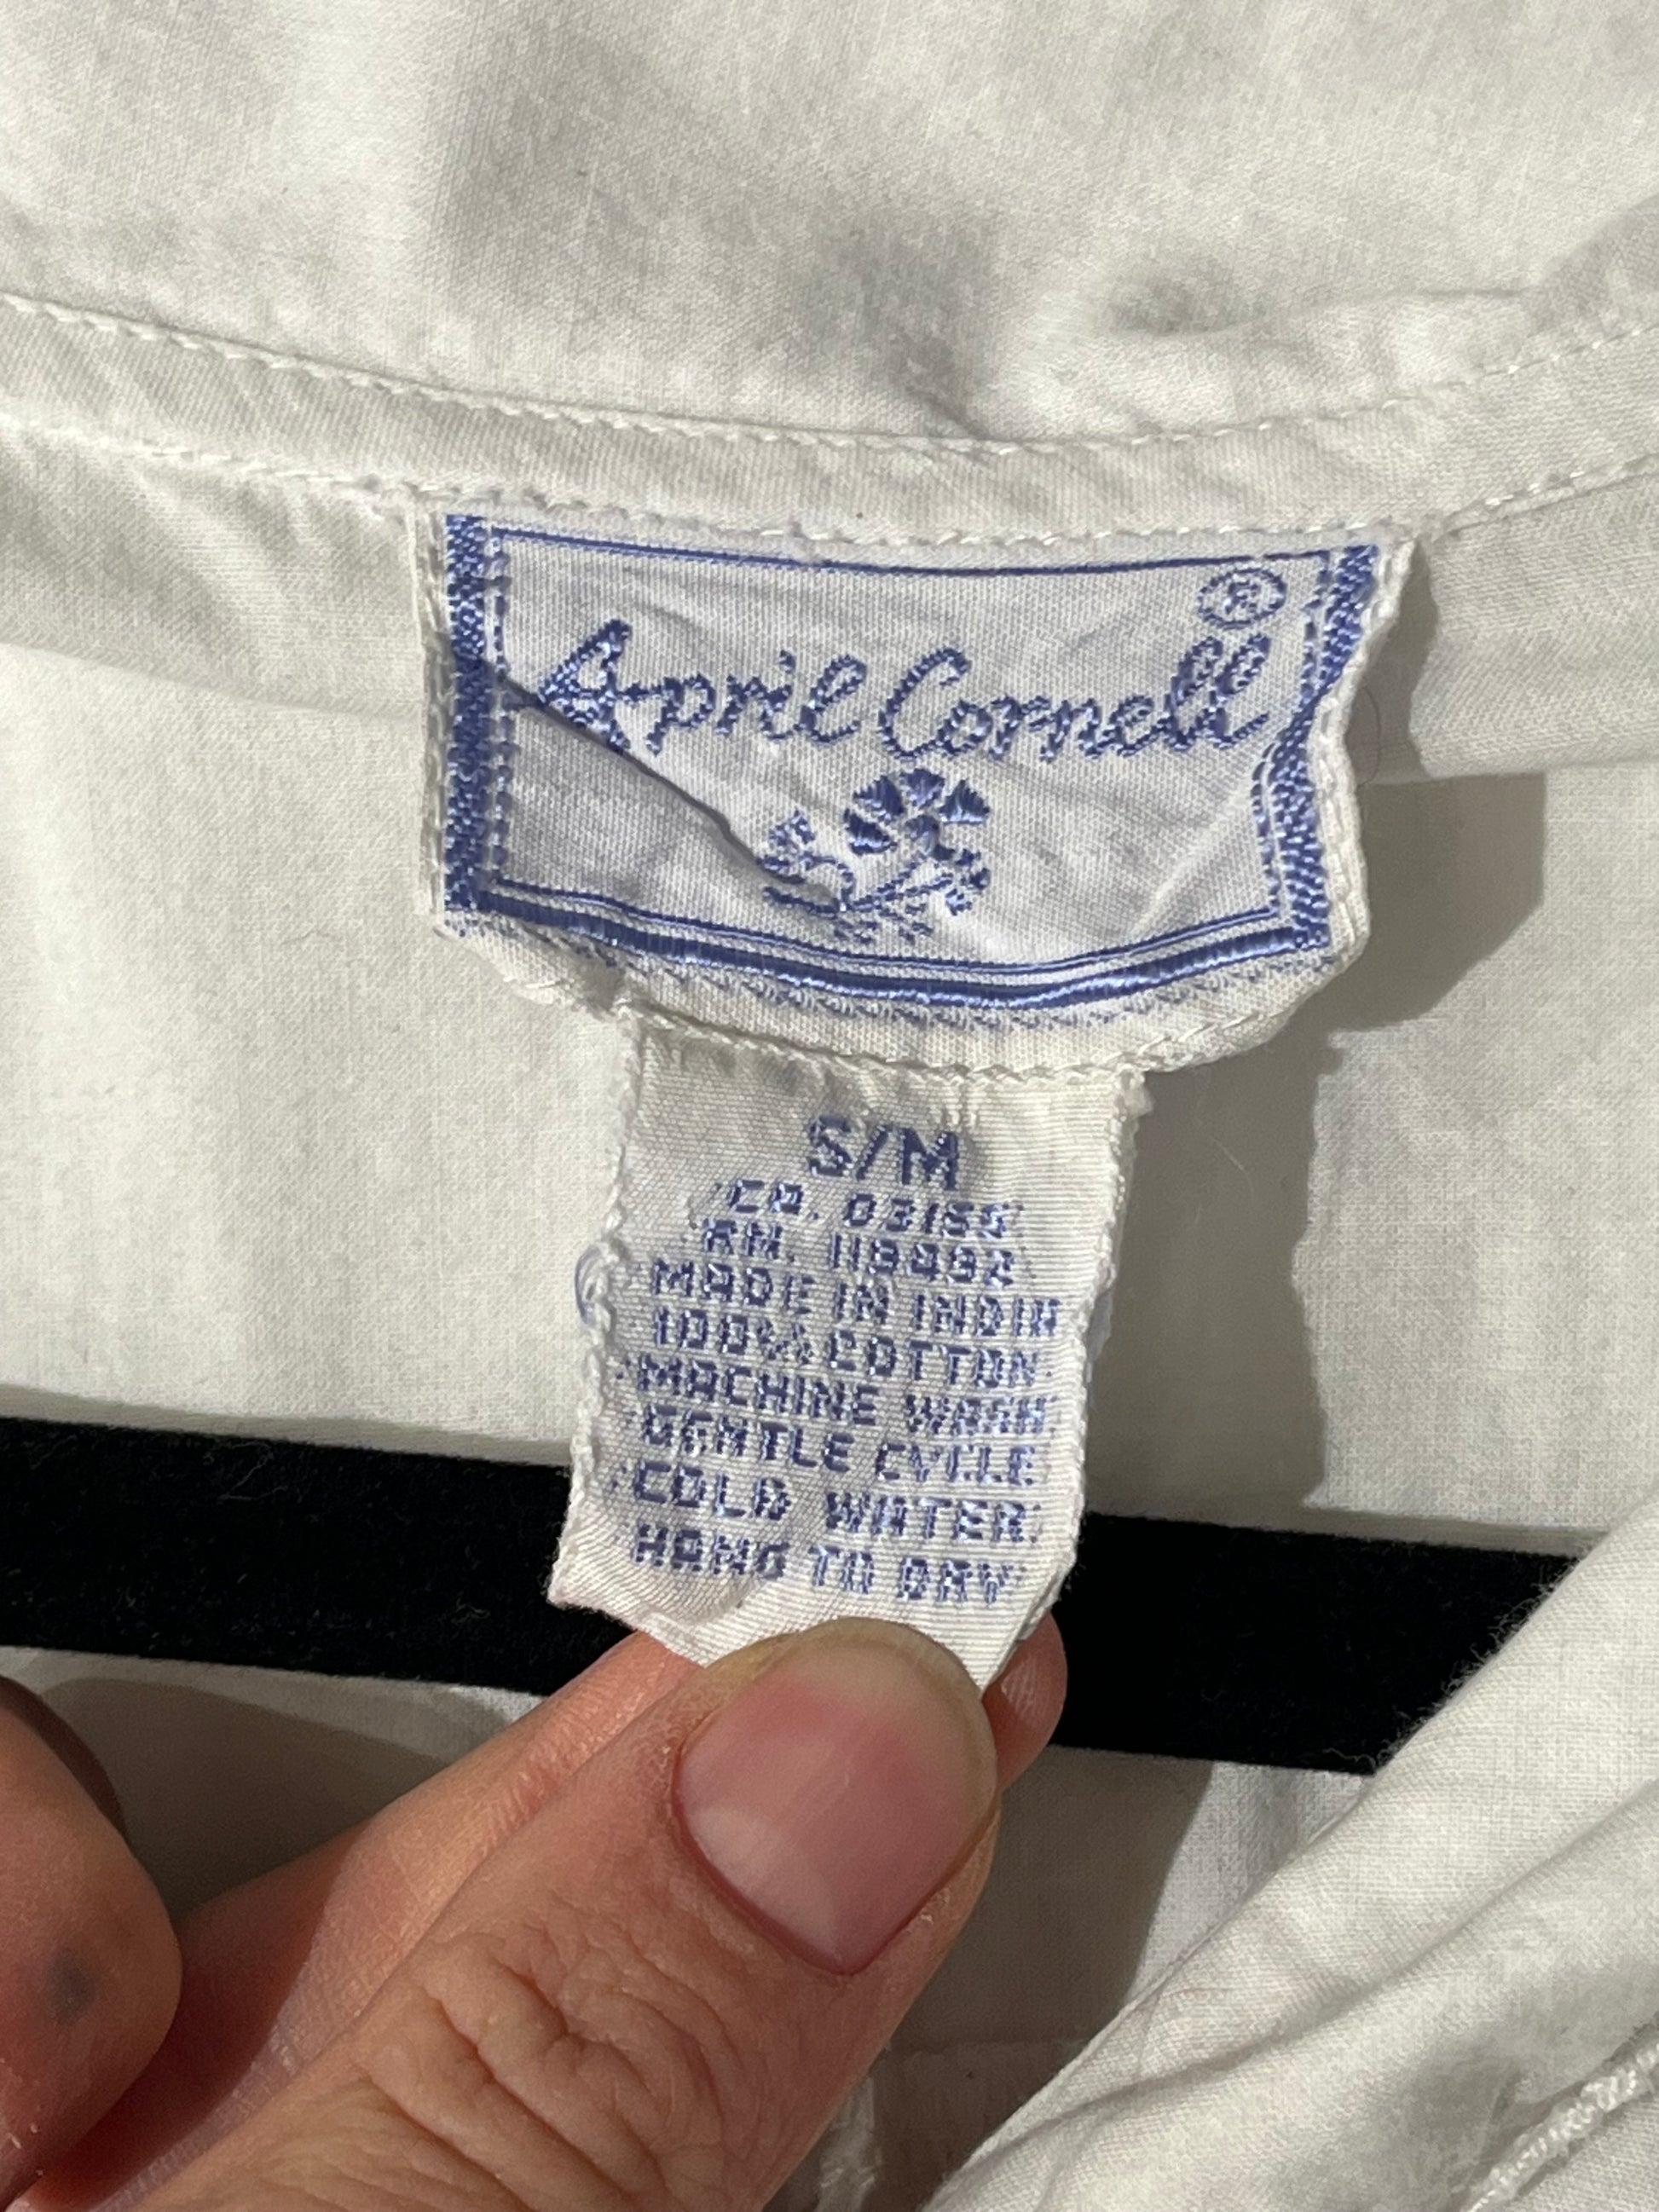 April Cornell ®
S/M
CA. 03155
RN. 119492
MADE IN INDIA
100% COTTON
MACHINE WASH
GENTLE CYCLE
COLD WATER
HANG TO DRY